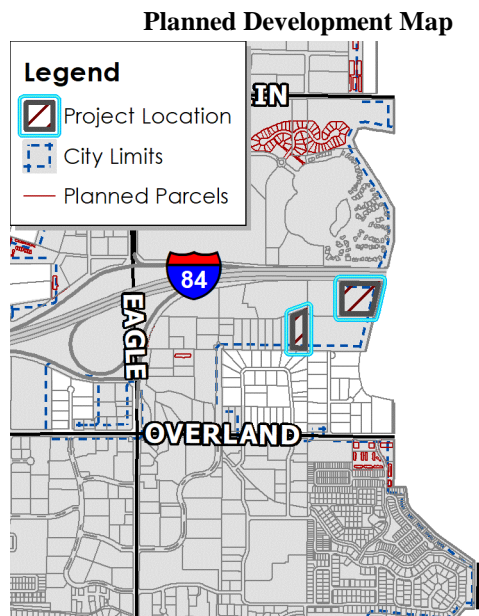 Planned Development Map
Legend
Project Location
City Limits
Planned Parcels
IN
84
EAGLE
OVERLAND